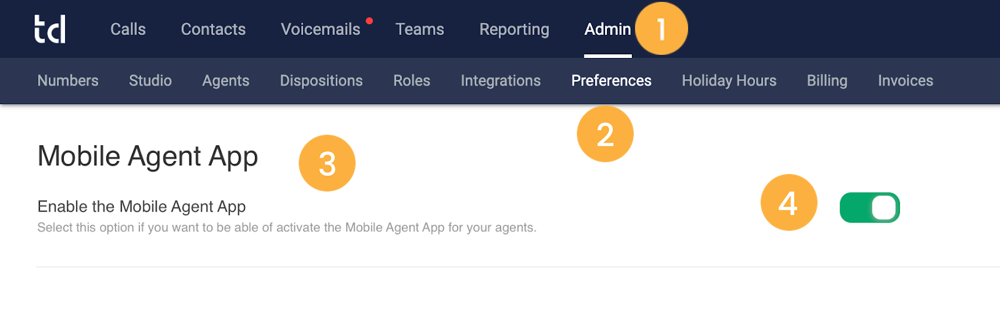 td Calls Contacts Voicemails Teams Reporting Admin 1
Numbers Studio Agents Dispositions Roles Integrations Preferences Holiday Hours Billing Invoices
2
Mobile Agent App 3
Enable the Mobile Agent App 4
Select this option if you want to be able of activate the Mobile Agent App for your agents.